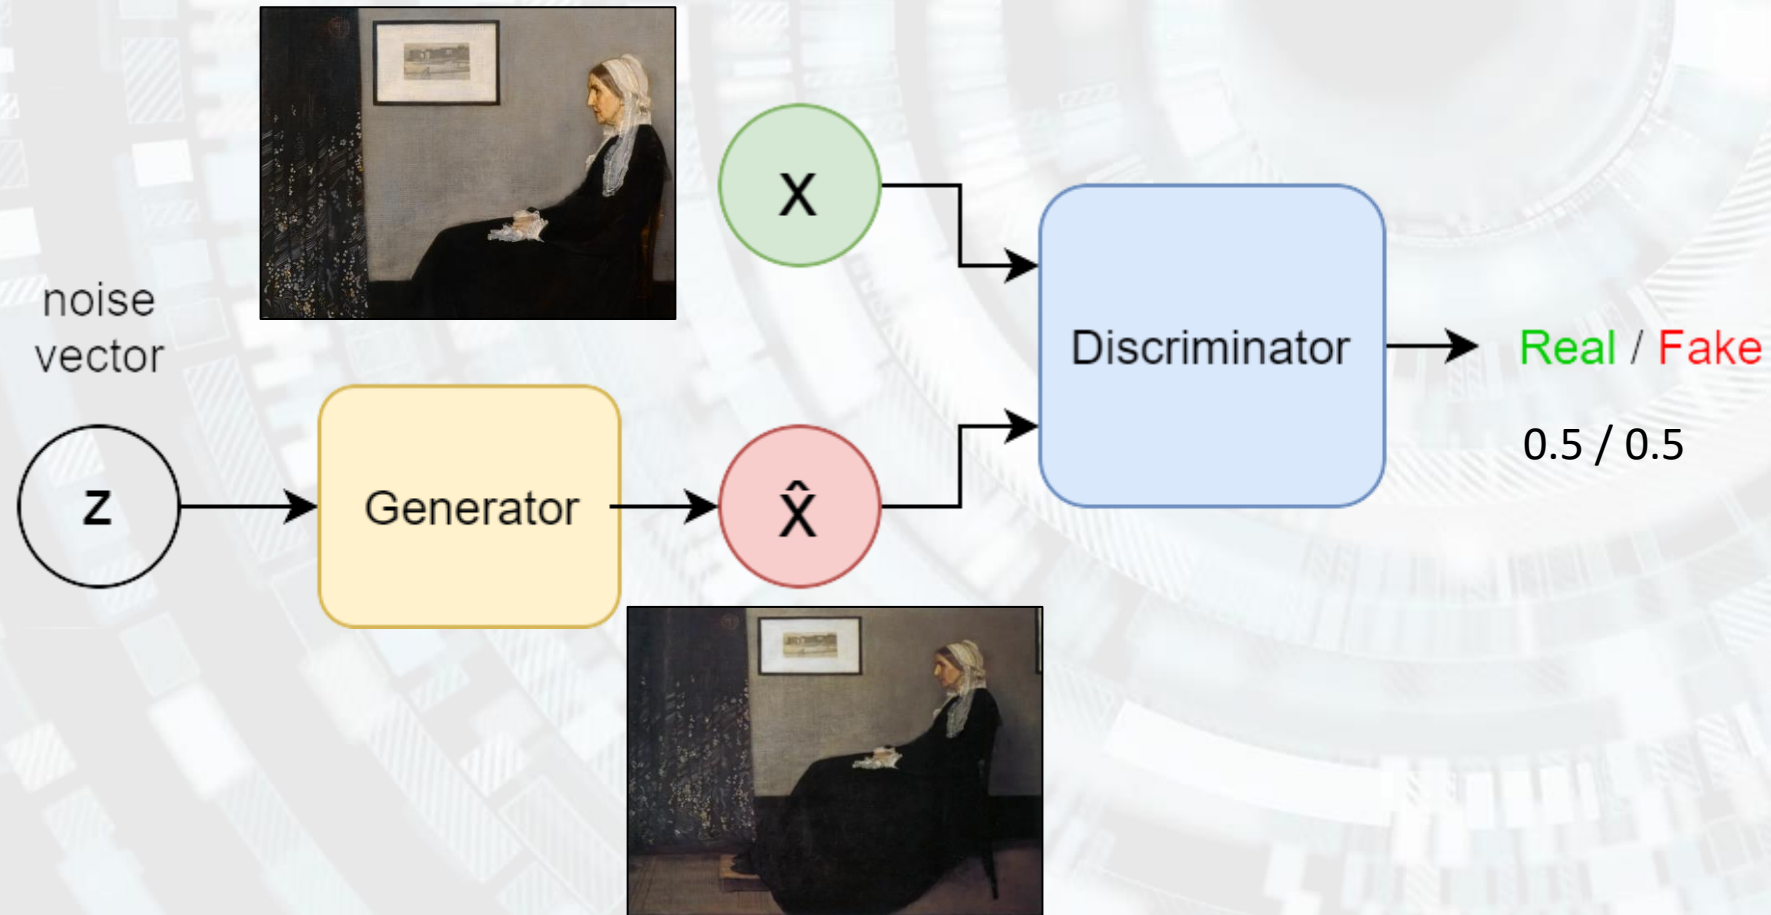 noise
vector
z
Generator
x
x̂
Discriminator
Real / Fake
0.5 / 0.5